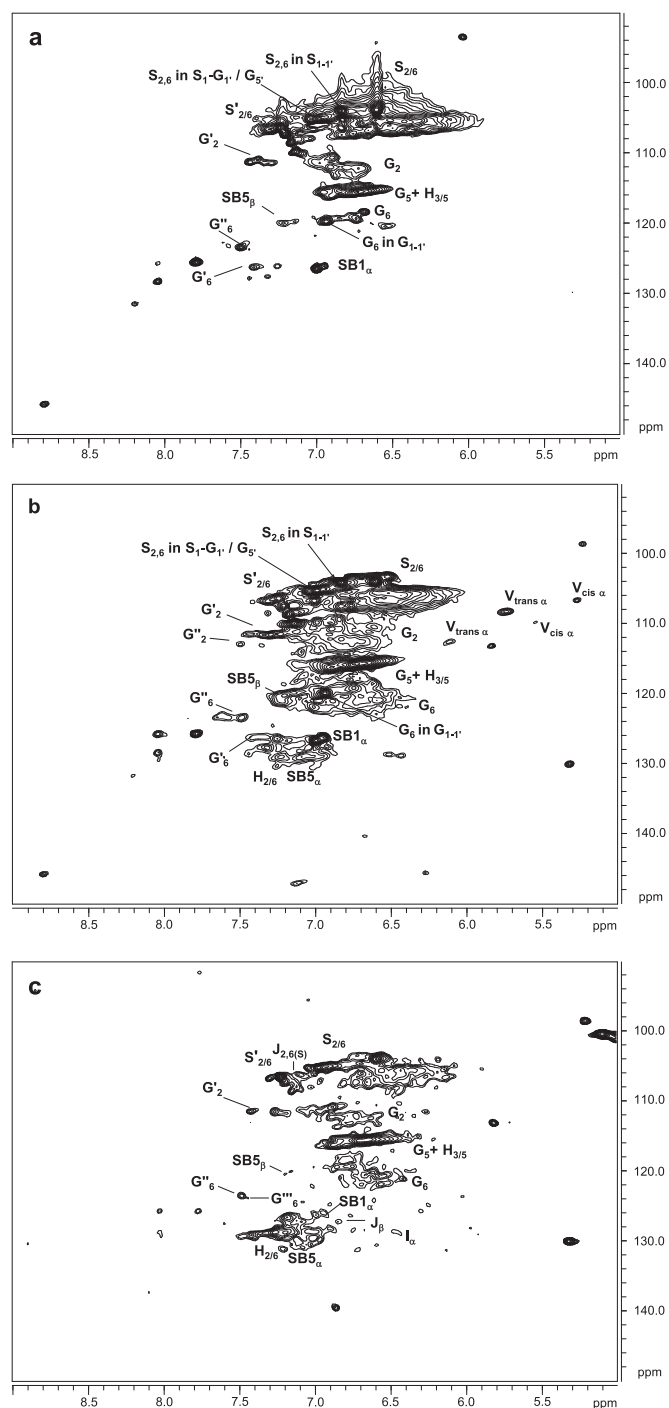 a
S2,6 in S1-1'
S2/6
S2,6 in S1-G1' / G5'
S'2/6
G'2
G2
SB5β
G5+ H3/5
G6
G''6
G6 in G1-1'
G'6
SB1α
100.0
110.0
120.0
130.0
140.0
ppm
8.5 8.0 7.5 7.0 6.5 6.0 5.5 ppm
b
S2,6 in S1-1'
S2,6 in S1-G1' / G5'
S2/6
S'2/6
Vcis α
Vtrans α
G'2
G''2
Vtrans α
Vcis α
G2
G5+ H3/5
SB5β
G''6
G6
G6 in G1-1'
SB1α
G'6
H2/6 SB5α
100.0
110.0
120.0
130.0
140.0
ppm
8.5 8.0 7.5 7.0 6.5 6.0 5.5 ppm
c
S2/6
J2,6(S)
S'2/6
G'2
G2
G5+ H3/5
SB5β
G''6
G6
G'''6
SB1α
Jβ
Iα
H2/6
SB5α
100.0
110.0
120.0
130.0
140.0
ppm
8.5 8.0 7.5 7.0 6.5 6.0 5.5 ppm